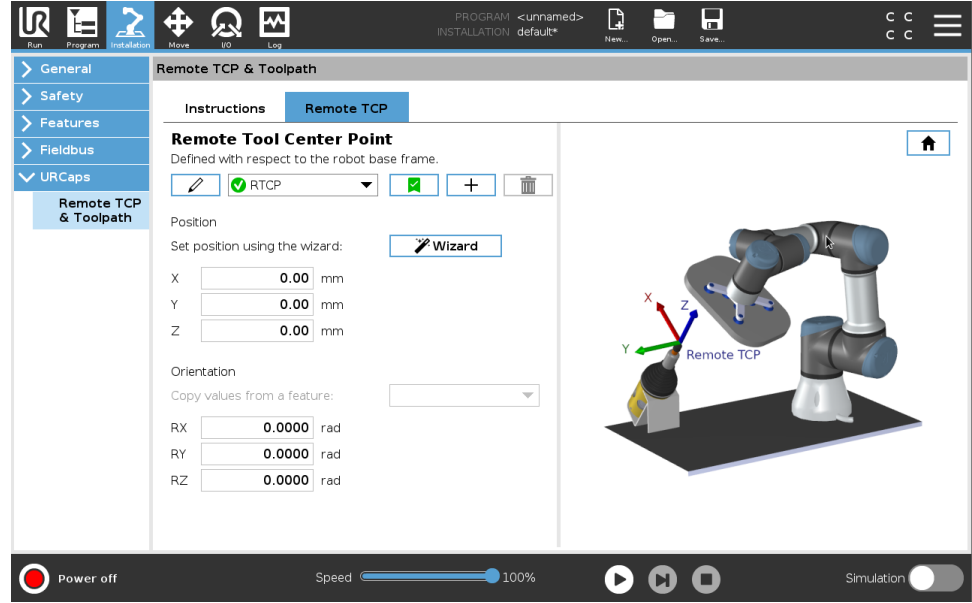 UR
Run
Program
Installation
Move
I/O
Log
PROGRAM <unnamed>
INSTALLATION default*
New...
Open...
Save...
C C
C C
General
Safety
Features
Fieldbus
URCaps
Remote TCP
& Toolpath
Remote TCP & Toolpath
Instructions
Remote TCP
Remote Tool Center Point
Defined with respect to the robot base frame.
RTCP
Position
Set position using the wizard:
Wizard
X 0.00 mm
Y 0.00 mm
Z 0.00 mm
Orientation
Copy values from a feature:
RX 0.0000 rad
RY 0.0000 rad
RZ 0.0000 rad
X
Z
Y
Remote TCP
Power off
Speed
100%
Simulation